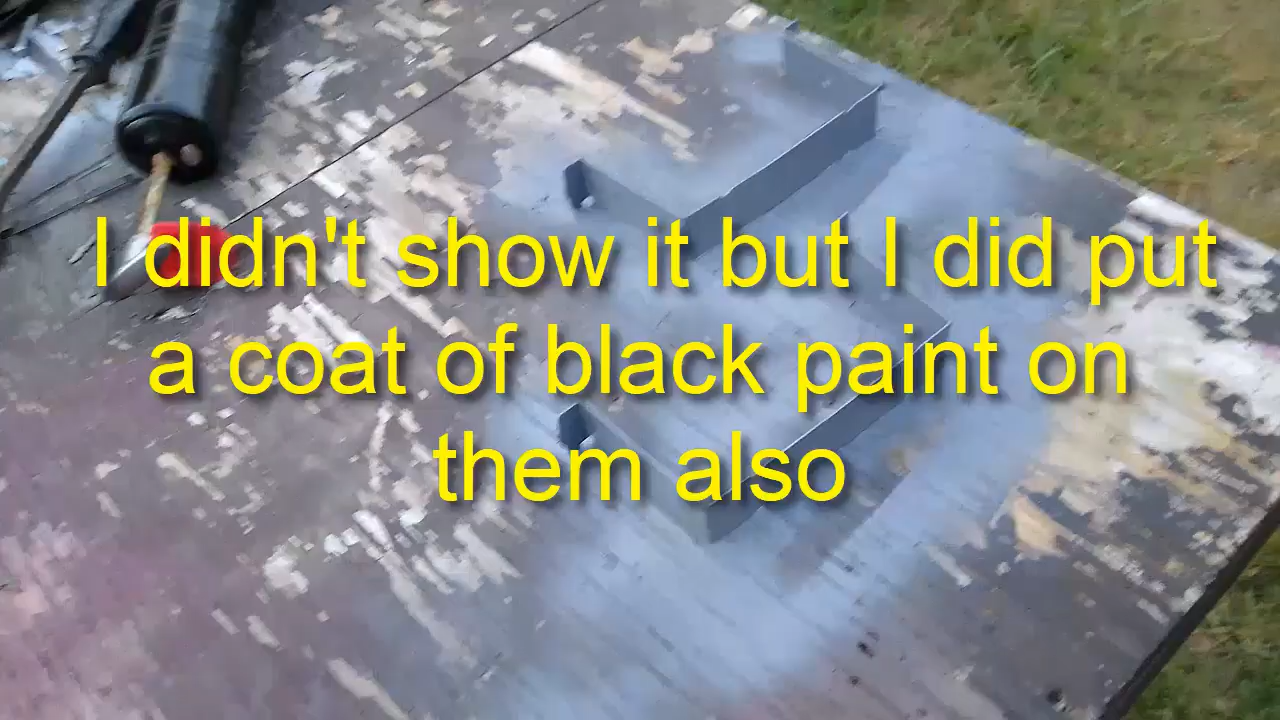 I didn't show it but I did put
a coat of black paint on
them also